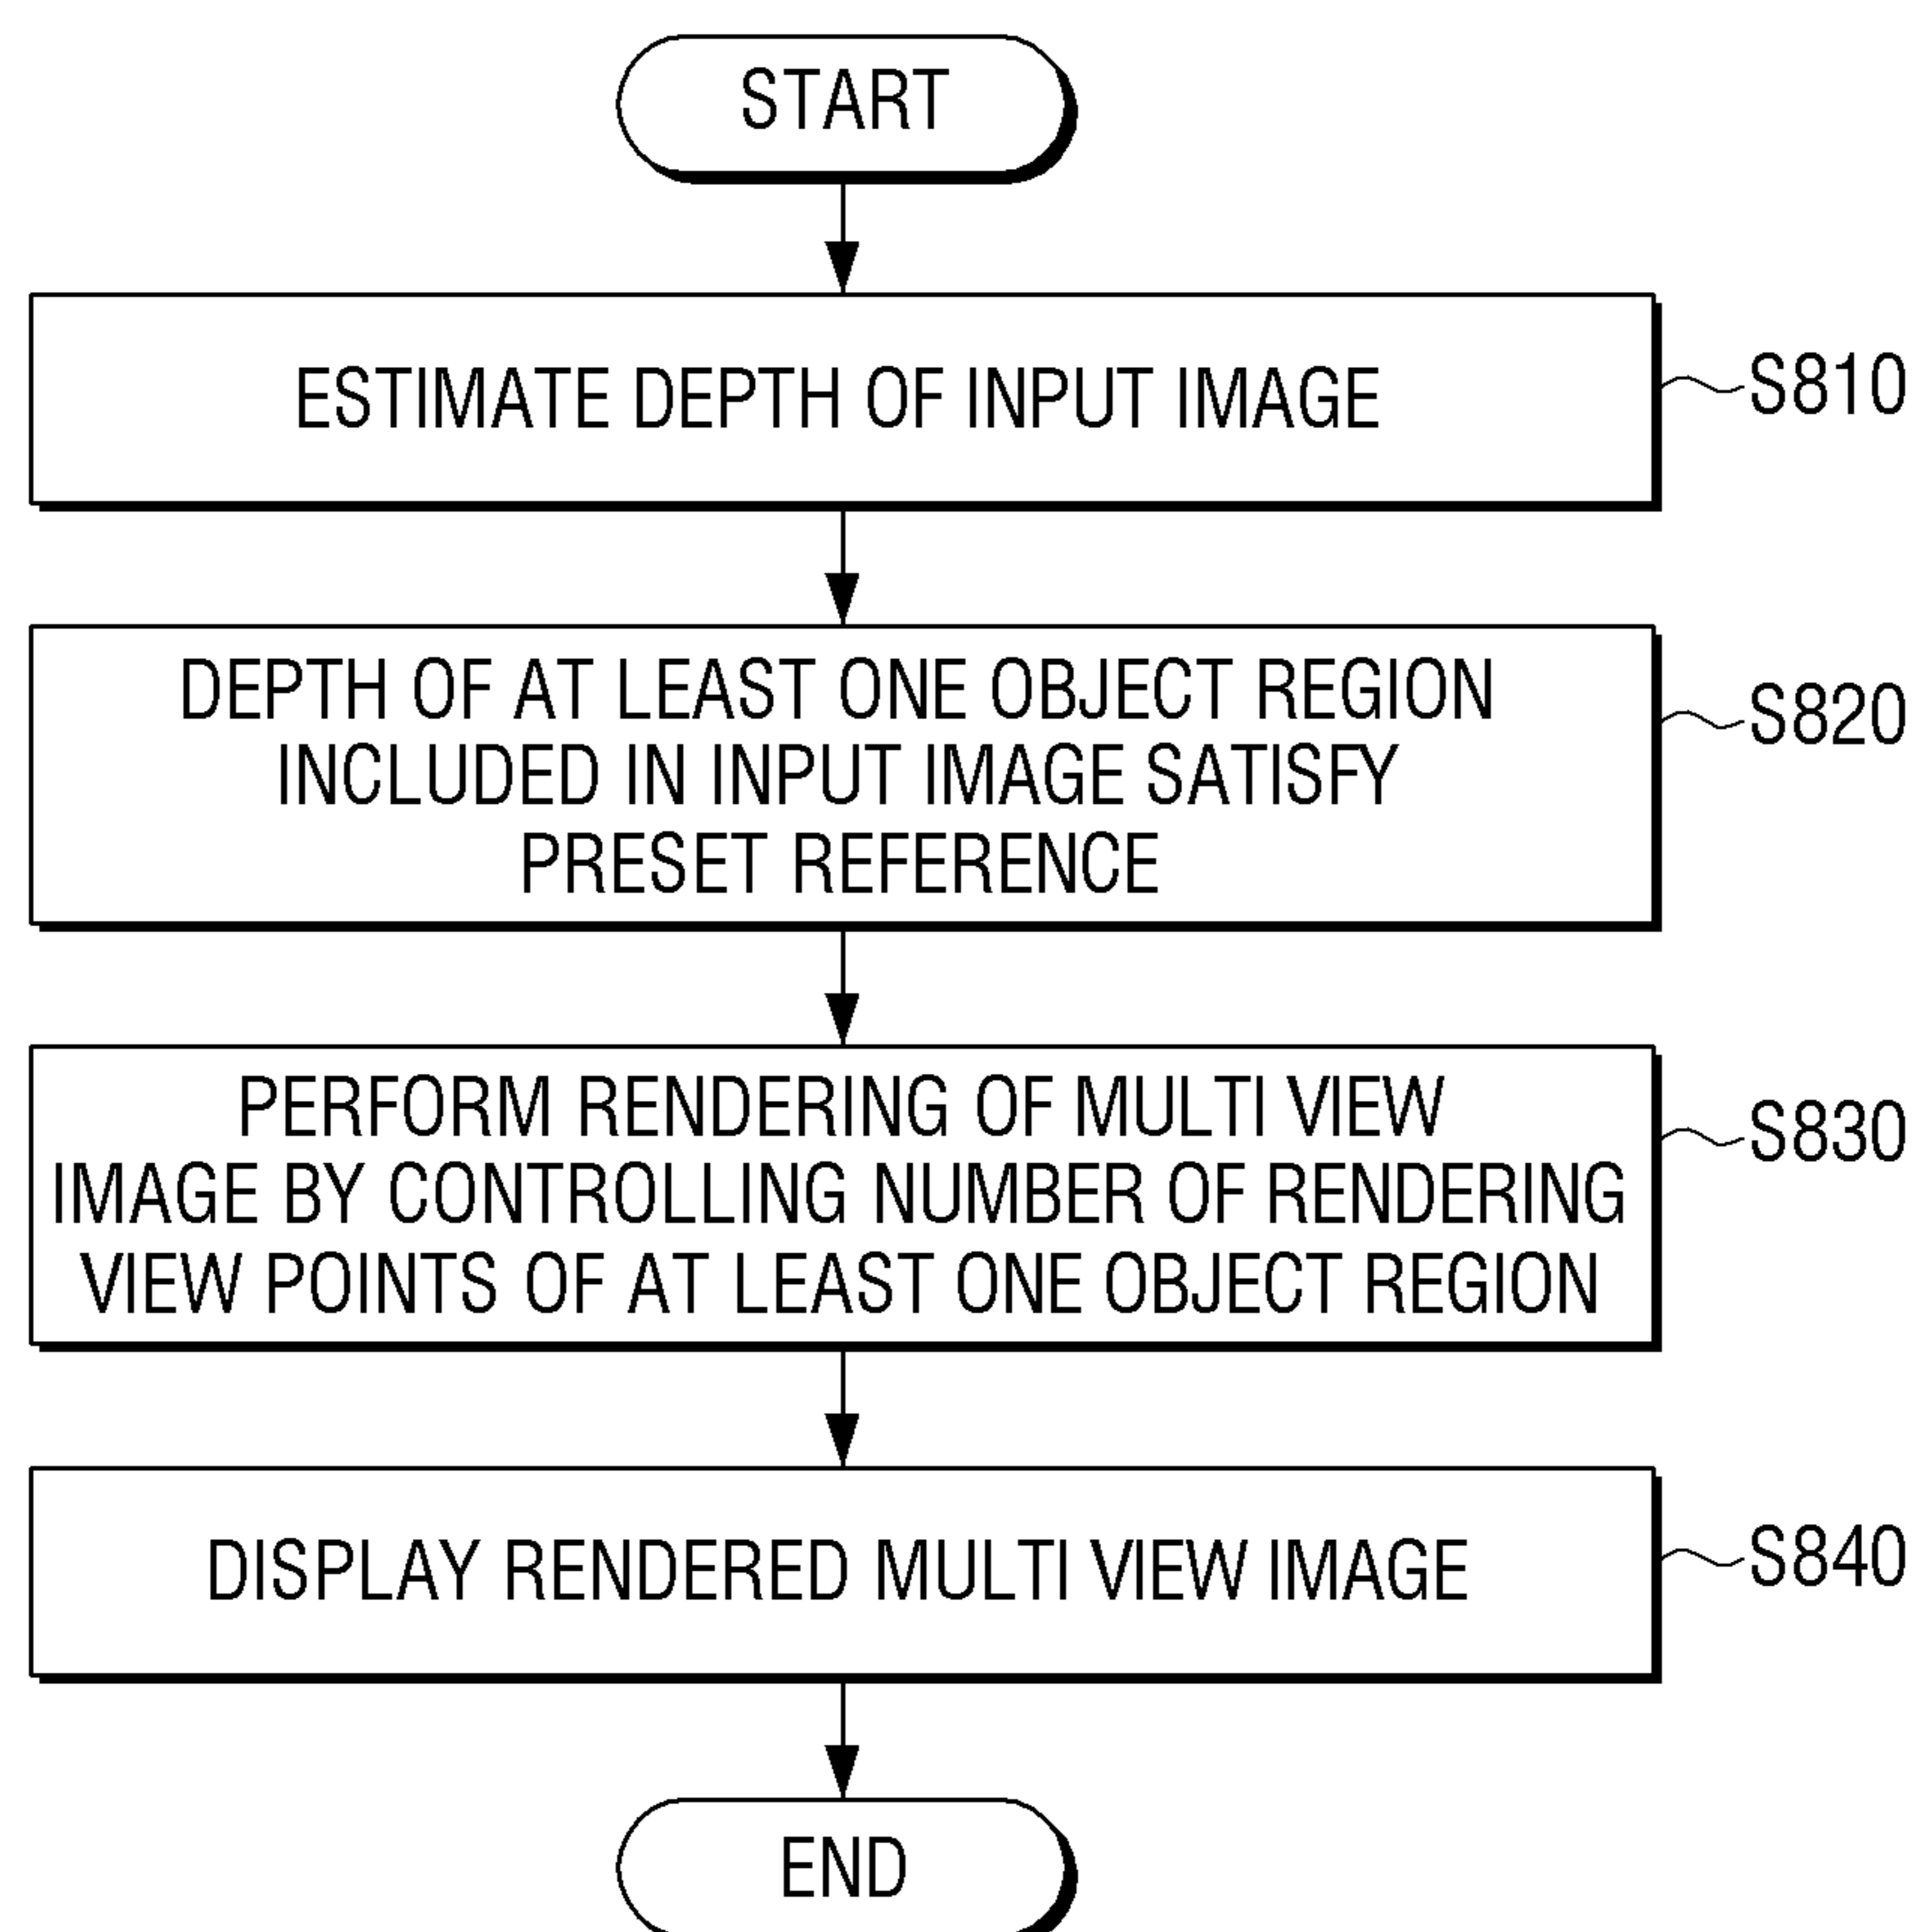 START
ESTIMATE DEPTH OF INPUT IMAGE
S810
DEPTH OF AT LEAST ONE OBJECT REGION
INCLUDED IN INPUT IMAGE SATISFY
PRESET REFERENCE
S820
PERFORM RENDERING OF MULTI VIEW
IMAGE BY CONTROLLING NUMBER OF RENDERING
VIEW POINTS OF AT LEAST ONE OBJECT REGION
S830
DISPLAY RENDERED MULTI VIEW IMAGE
S840
END